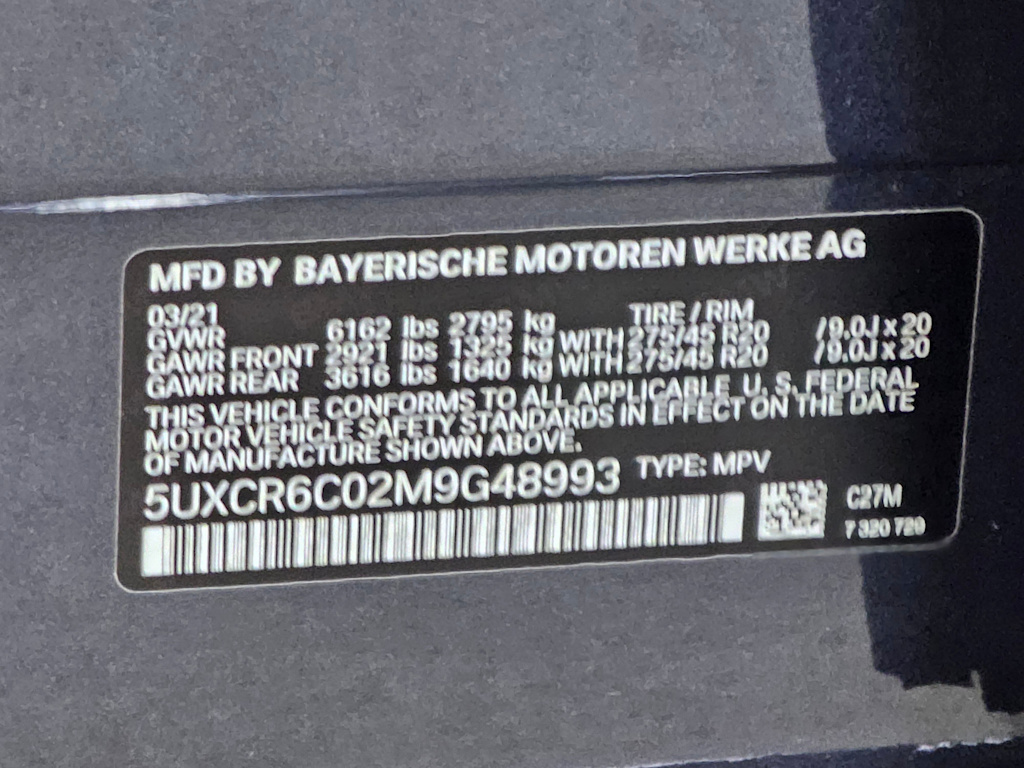 MFD BY BAYERISCHE MOTOREN WERKE AG
03/21 TIRE / RIM
GVWR 6162 lbs 2795 kg
GAWR FRONT 2921 lbs 1325 kg WITH 275/45 R20 / 9.0J x 20
GAWR REAR 3616 lbs 1640 kg WITH 275/45 R20 / 9.0J x 20
THIS VEHICLE CONFORMS TO ALL APPLICABLE U. S. FEDERAL
MOTOR VEHICLE SAFETY STANDARDS IN EFFECT ON THE DATE
OF MANUFACTURE SHOWN ABOVE.
5UXCR6C02M9G48993 TYPE: MPV
C27M
7 320 729